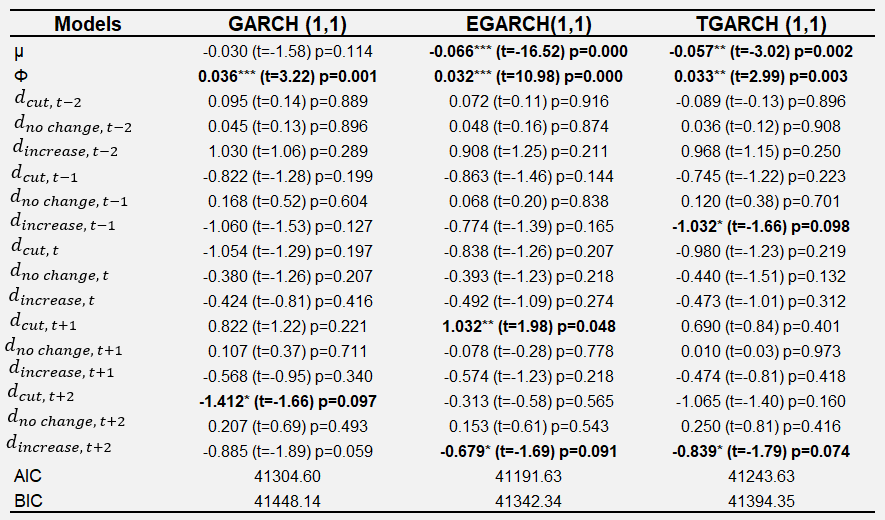 Models GARCH (1,1) EGARCH(1,1) TGARCH (1,1)
μ -0.030 (t=-1.58) p=0.114 -0.066*** (t=-16.52) p=0.000 -0.057** (t=-3.02) p=0.002
Φ 0.036*** (t=3.22) p=0.001 0.032*** (t=10.98) p=0.000 0.033** (t=2.99) p=0.003
d cut, t−2 0.095 (t=0.14) p=0.889 0.072 (t=0.11) p=0.916 -0.089 (t=-0.13) p=0.896
d no change, t−2 0.045 (t=0.13) p=0.896 0.048 (t=0.16) p=0.874 0.036 (t=0.12) p=0.908
d increase, t−2 1.030 (t=1.06) p=0.289 0.908 (t=1.25) p=0.211 0.968 (t=1.15) p=0.250
d cut, t−1 -0.822 (t=-1.28) p=0.199 -0.863 (t=-1.46) p=0.144 -0.745 (t=-1.22) p=0.223
d no change, t−1 0.168 (t=0.52) p=0.604 0.068 (t=0.20) p=0.838 0.120 (t=0.38) p=0.701
d increase, t−1 -1.060 (t=-1.53) p=0.127 -0.774 (t=-1.39) p=0.165 -1.032* (t=-1.66) p=0.098
d cut, t -1.054 (t=-1.29) p=0.197 -0.838 (t=-1.26) p=0.207 -0.980 (t=-1.23) p=0.219
d no change, t -0.380 (t=-1.26) p=0.207 -0.393 (t=-1.23) p=0.218 -0.440 (t=-1.51) p=0.132
d increase, t -0.424 (t=-0.81) p=0.416 -0.492 (t=-1.09) p=0.274 -0.473 (t=-1.01) p=0.312
d cut, t+1 0.822 (t=1.22) p=0.221 1.032** (t=1.98) p=0.048 0.690 (t=0.84) p=0.401
d no change, t+1 0.107 (t=0.37) p=0.711 -0.078 (t=-0.28) p=0.778 0.010 (t=0.03) p=0.973
d increase, t+1 -0.568 (t=-0.95) p=0.340 -0.574 (t=-1.23) p=0.218 -0.474 (t=-0.81) p=0.418
d cut, t+2 -1.412* (t=-1.66) p=0.097 -0.313 (t=-0.58) p=0.565 -1.065 (t=-1.40) p=0.160
d no change, t+2 0.207 (t=0.69) p=0.493 0.153 (t=0.61) p=0.543 0.250 (t=0.81) p=0.416
d increase, t+2 -0.885 (t=-1.89) p=0.059 -0.679* (t=-1.69) p=0.091 -0.839* (t=-1.79) p=0.074
AIC 41304.60 41191.63 41243.63
BIC 41448.14 41342.34 41394.35